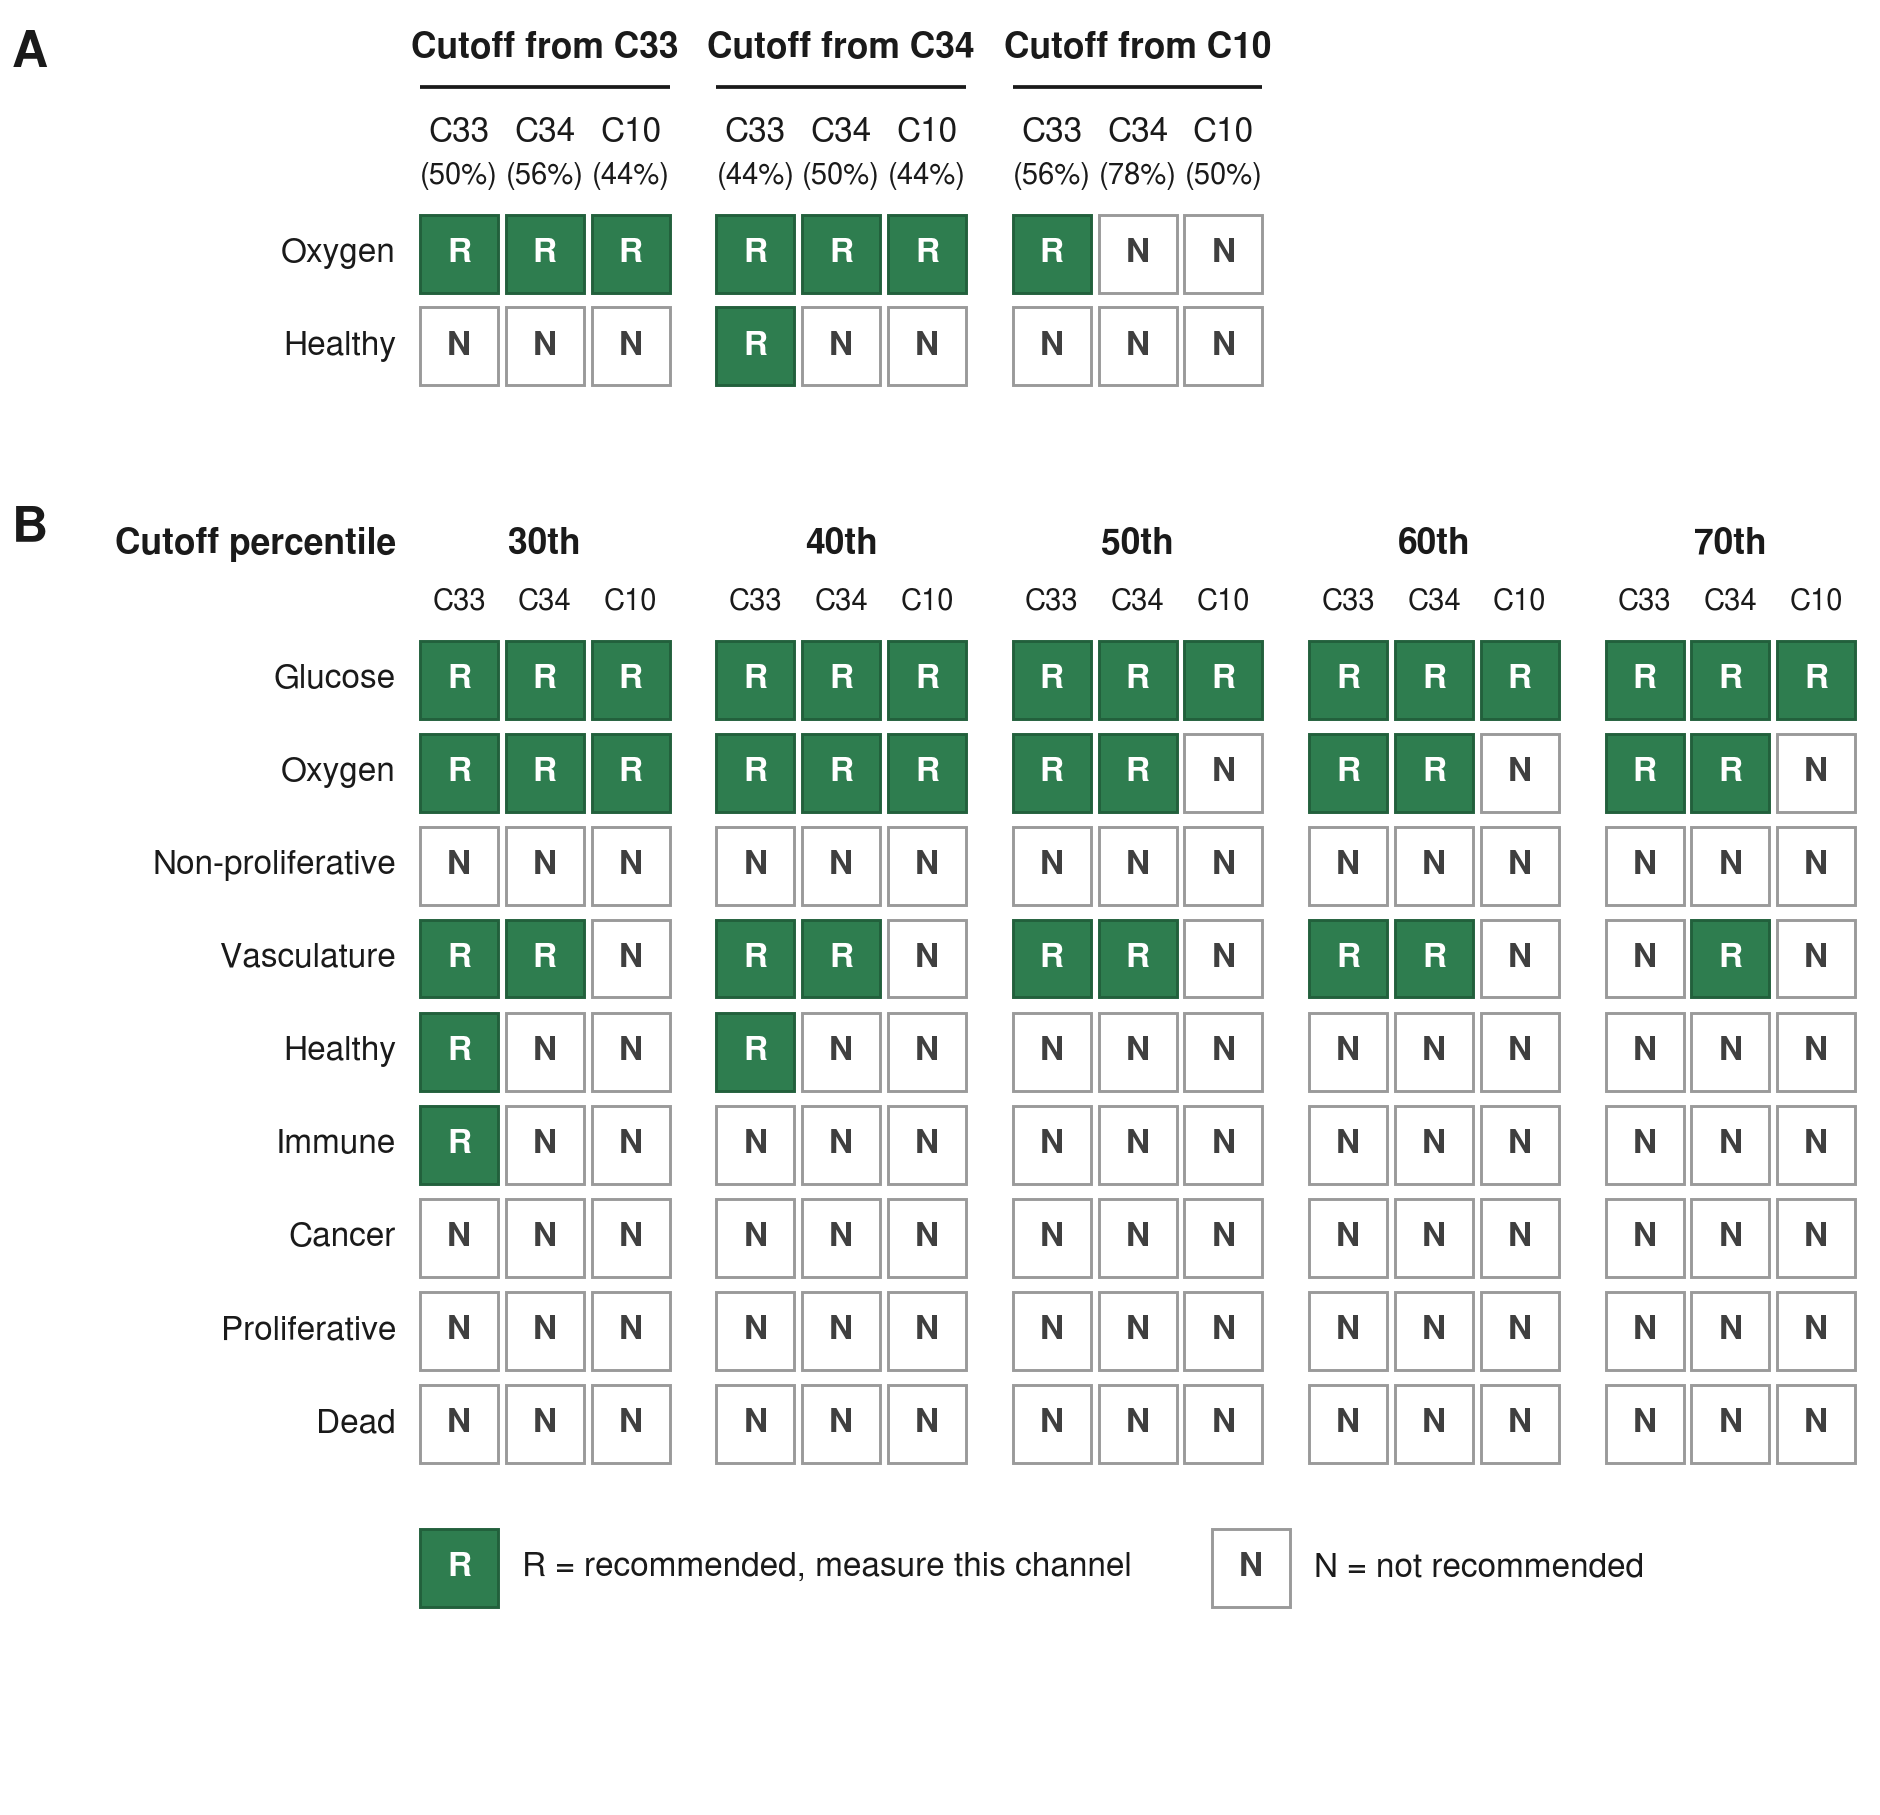 A
Cutoff from C33 Cutoff from C34 Cutoff from C10
C33 C34 C10 C33 C34 C10 C33 C34 C10
(50%) (56%) (44%) (44%) (50%) (44%) (56%) (78%) (50%)
Oxygen R R R R R R R N N
Healthy N N N R N N N N N
B
Cutoff percentile 30th 40th 50th 60th 70th
C33 C34 C10 C33 C34 C10 C33 C34 C10 C33 C34 C10 C33 C34 C10
Glucose R R R R R R R R R R R R R R R
Oxygen R R R R R R R R N R R N R R N
Non-proliferative N N N N N N N N N N N N N N N
Vasculature R R N R R N R R N R R N N R N
Healthy R N N R N N N N N N N N N N N
Immune R N N N N N N N N N N N N N N
Cancer N N N N N N N N N N N N N N N
Proliferative N N N N N N N N N N N N N N N
Dead N N N N N N N N N N N N N N N
R R = recommended, measure this channel N N = not recommended